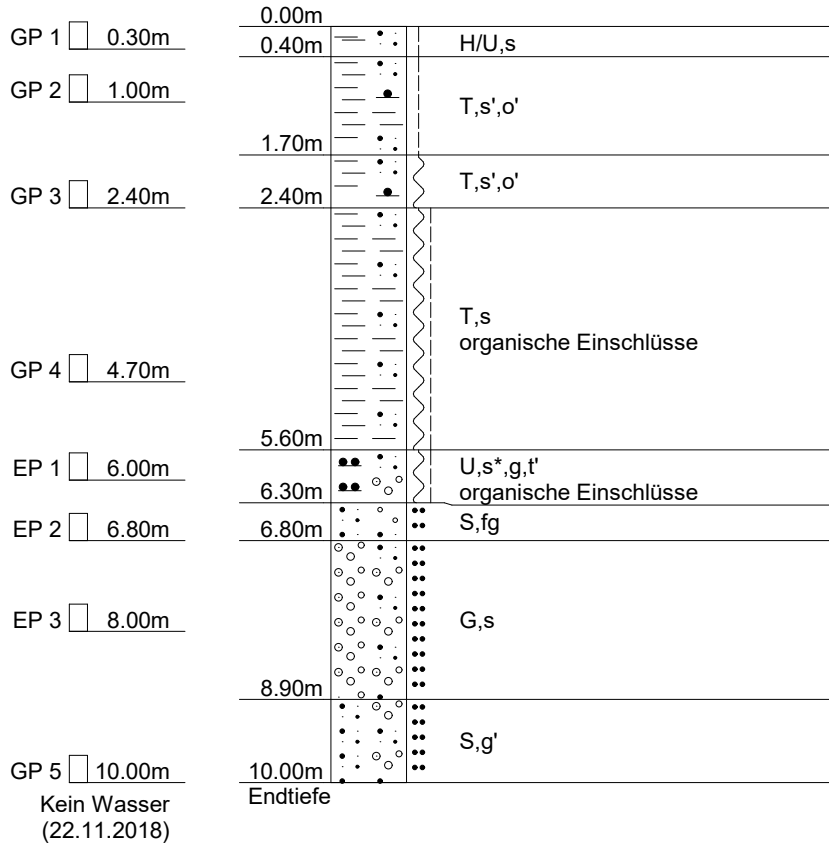 0.00m
GP 1 0.30m
0.40m
H/U,s
GP 2 1.00m
T,s',o'
1.70m
T,s',o'
GP 3 2.40m
2.40m
T,s
organische Einschlüsse
GP 4 4.70m
5.60m
EP 1 6.00m
U,s*,g,t'
organische Einschlüsse
6.30m
S,fg
EP 2 6.80m
6.80m
EP 3 8.00m
G,s
8.90m
S,g'
GP 5 10.00m
10.00m
Endtiefe
Kein Wasser
(22.11.2018)